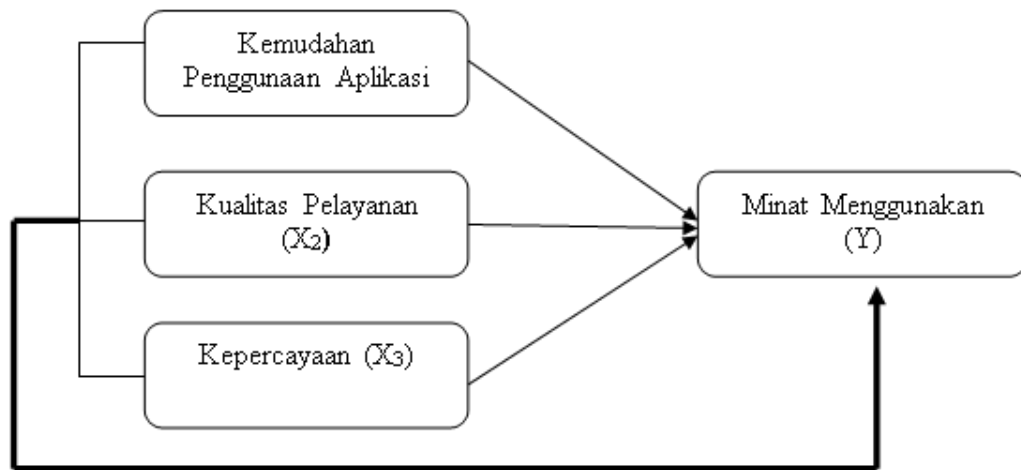 Kemudahan
Penggunaan Aplikasi
Kualitas Pelayanan
(X2)
Kepercayaan (X3)
Minat Menggunakan
(Y)